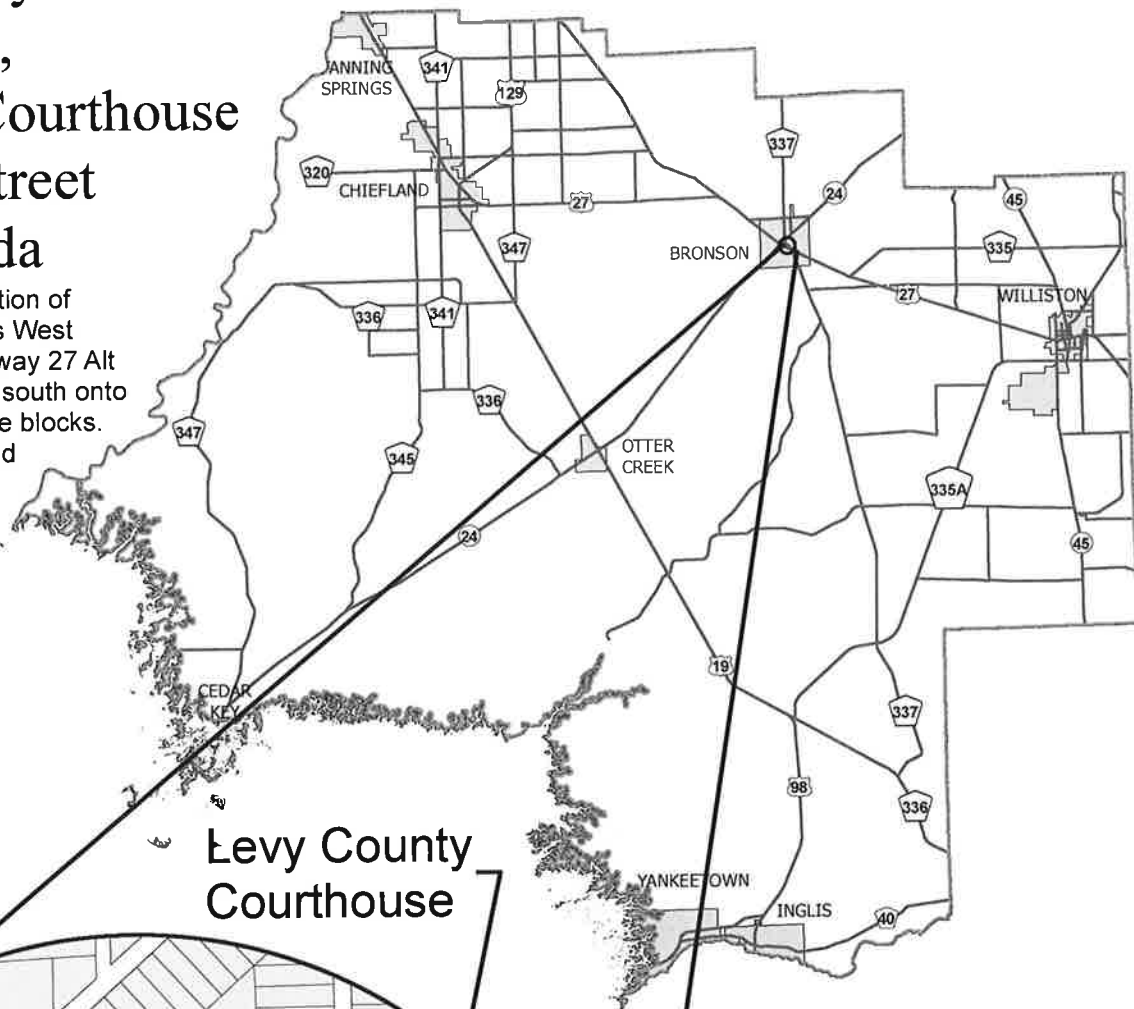 y
,
Courthouse
treet
da
tion of
s West
way 27 Alt
south onto
e blocks.
d
ANNING
SPRINGS
341
129
337
320
CHIEFLAND
27
24
45
347
BRONSON
335
27
WILLISTON
336
341
336
347
345
OTTER
CREEK
335A
24
45
CEDAR
KEY
19
337
98
336
Levy County
Courthouse
YANKEETOWN
INGLIS
40